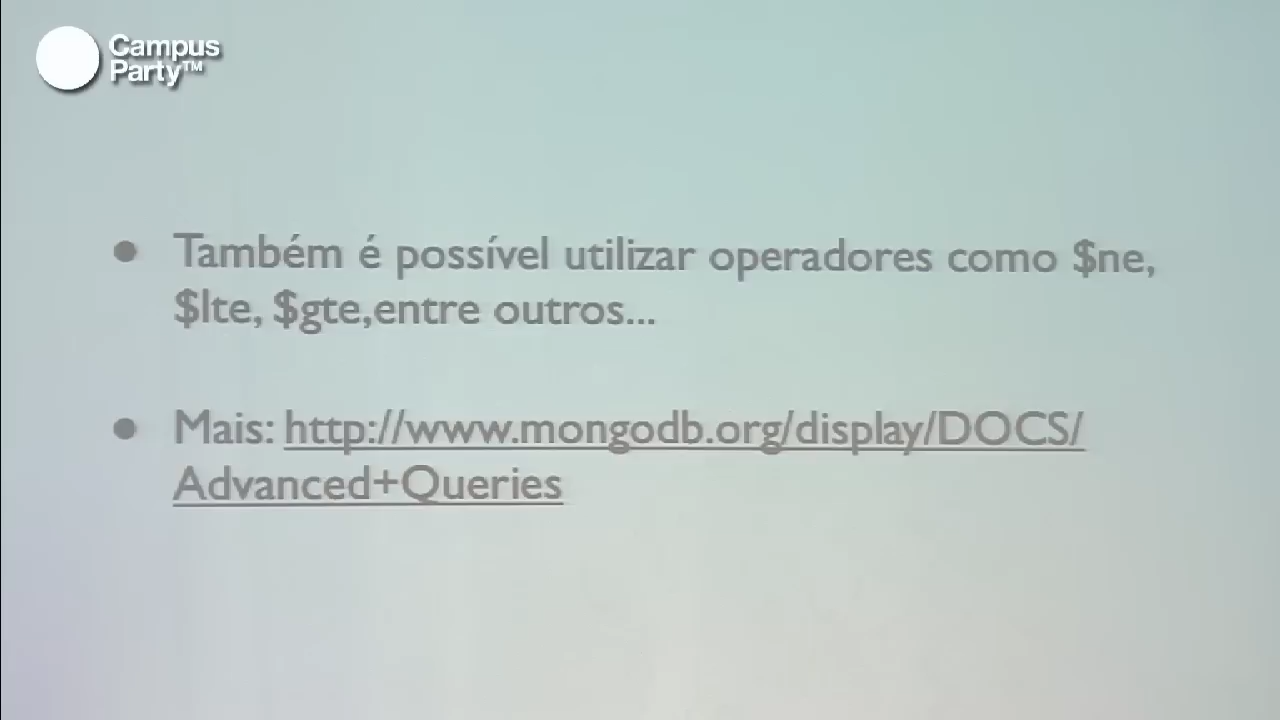 Campus
Party™
• Também é possível utilizar operadores como $ne,
$lte, $gte,entre outros...
• Mais: http://www.mongodb.org/display/DOCS/
Advanced+Queries